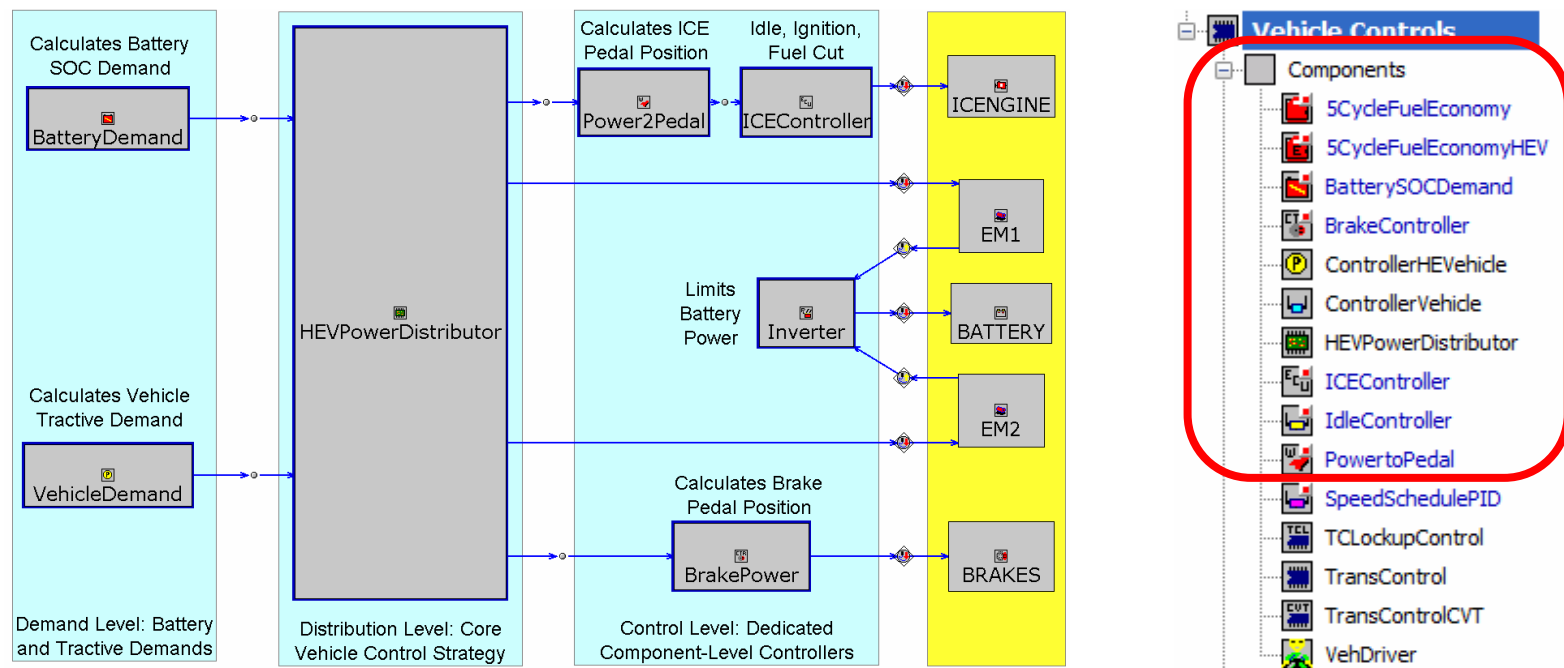 Calculates Battery
SOC Demand
BatteryDemand
Calculates Vehicle
Tractive Demand
VehicleDemand
Demand Level: Battery
and Tractive Demands
HEVPowerDistributor
Distribution Level: Core
Vehicle Control Strategy
Calculates ICE
Pedal Position
Idle, Ignition,
Fuel Cut
Power2Pedal
ICEController
Limits
Battery
Power
Inverter
Calculates Brake
Pedal Position
BrakePower
Control Level: Dedicated
Component-Level Controllers
ICENGINE
EM1
BATTERY
EM2
BRAKES
Vehicle Controls
Components
5CycleFuelEconomy
5CycleFuelEconomyHEV
BatterySOCDemand
BrakeController
ControllerHEVehicle
ControllerVehicle
HEVPowerDistributor
ICEController
IdleController
PowertoPedal
SpeedSchedulePID
TCLockupControl
TransControl
TransControlCVT
VehDriver